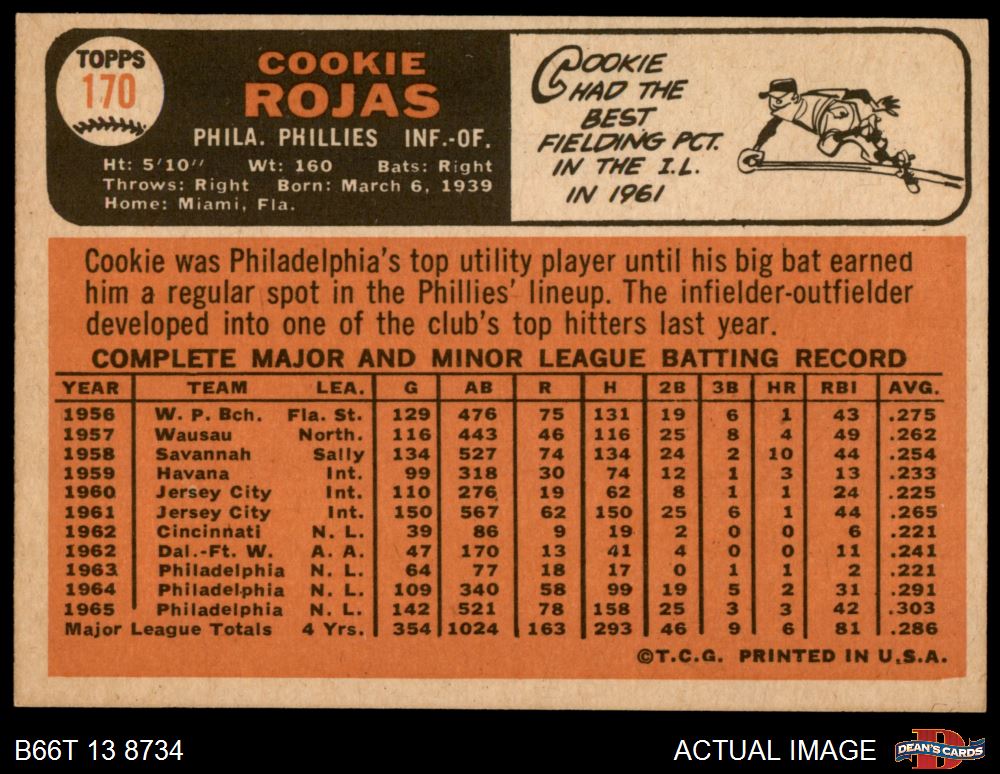 TOPPS
170
COOKIE
ROJAS
PHILA. PHILLIES INF.-OF.
Ht: 5'10" Wt: 160 Bats: Right
Throws: Right Born: March 6, 1939
Home: Miami, Fla.
COOKIE
HAD THE
BEST
FIELDING PCT.
IN THE I.L.
IN 1961
Cookie was Philadelphia's top utility player until his big bat earned
him a regular spot in the Phillies' lineup. The infielder-outfielder
developed into one of the club's top hitters last year.
COMPLETE MAJOR AND MINOR LEAGUE BATTING RECORD
YEAR TEAM LEA. G AB R H 2B 3B HR RBI AVG.
1956 W. P. Bch. Fla. St. 129 476 75 131 19 6 1 43 .275
1957 Wausau North. 116 443 46 116 25 8 4 49 .262
1958 Savannah Sally 134 527 74 134 24 2 10 44 .254
1959 Havana Int. 99 318 30 74 12 1 3 13 .233
1960 Jersey City Int. 110 276 19 62 8 1 1 24 .225
1961 Jersey City Int. 150 567 62 150 25 6 1 44 .265
1962 Cincinnati N. L. 39 86 9 19 2 0 0 6 .221
1962 Dal.-Ft. W. A. A. 47 170 13 41 4 0 0 11 .241
1963 Philadelphia N. L. 64 77 18 17 0 1 1 2 .221
1964 Philadelphia N. L. 109 340 58 99 19 5 2 31 .291
1965 Philadelphia N. L. 142 521 78 158 25 3 3 42 .303
Major League Totals 4 Yrs. 354 1024 163 293 46 9 6 81 .286
©T.C.G. PRINTED IN U.S.A.
B66T 13 8734 ACTUAL IMAGE
D
DEAN'S CARDS